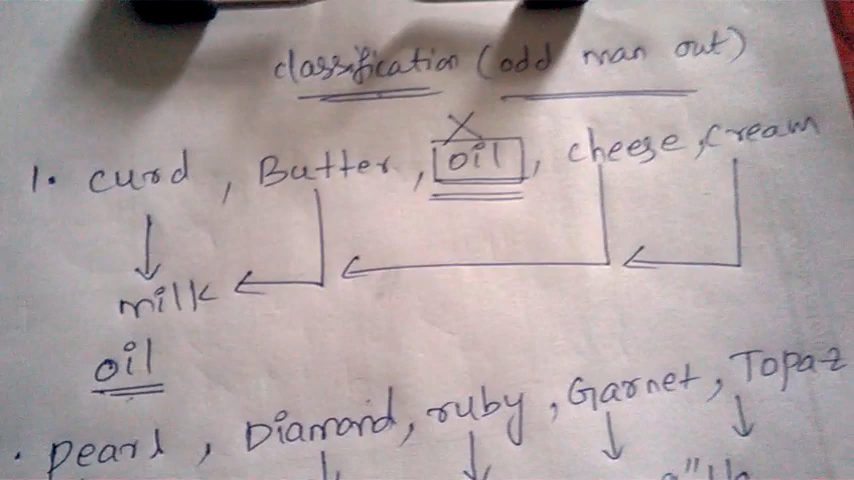 classification (odd man out)
1. curd, Butter, oil, cheese, cream
milk
oil
. pearl, Diamond, ruby, Garnet, Topaz